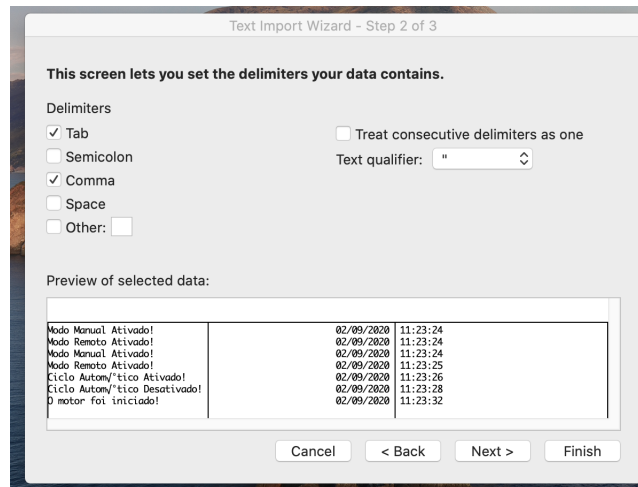 Text Import Wizard - Step 2 of 3
This screen lets you set the delimiters your data contains.
Delimiters
Tab
Treat consecutive delimiters as one
Semicolon
Text qualifier: "
Comma
Space
Other:
Preview of selected data:
Modo Manual Ativado! 02/09/2020 11:23:24
Modo Remoto Ativado! 02/09/2020 11:23:24
Modo Manual Ativado! 02/09/2020 11:23:24
Modo Remoto Ativado! 02/09/2020 11:23:25
Ciclo Autom√°tico Ativado! 02/09/2020 11:23:26
Ciclo Autom√°tico Desativado! 02/09/2020 11:23:28
O motor foi iniciado! 02/09/2020 11:23:32
Cancel < Back Next > Finish